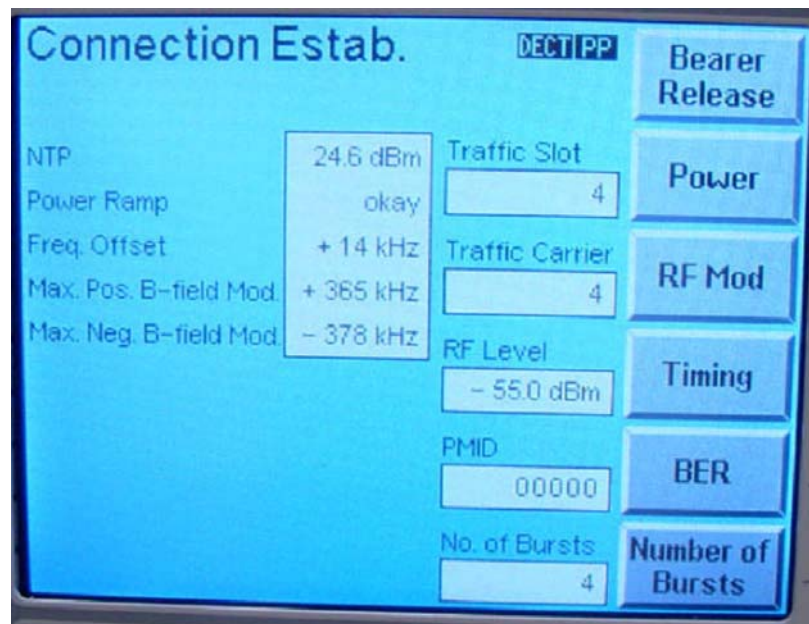 Connection Estab.
DECT PP
NTP 24.6 dBm
Power Ramp okay
Freq. Offset + 14 kHz
Max. Pos. B-field Mod. + 365 kHz
Max. Neg. B-field Mod. - 378 kHz
Traffic Slot
4
Traffic Carrier
4
RF Level
- 55.0 dBm
PMID
00000
No. of Bursts
4
Bearer
Release
Power
RF Mod
Timing
BER
Number of
Bursts